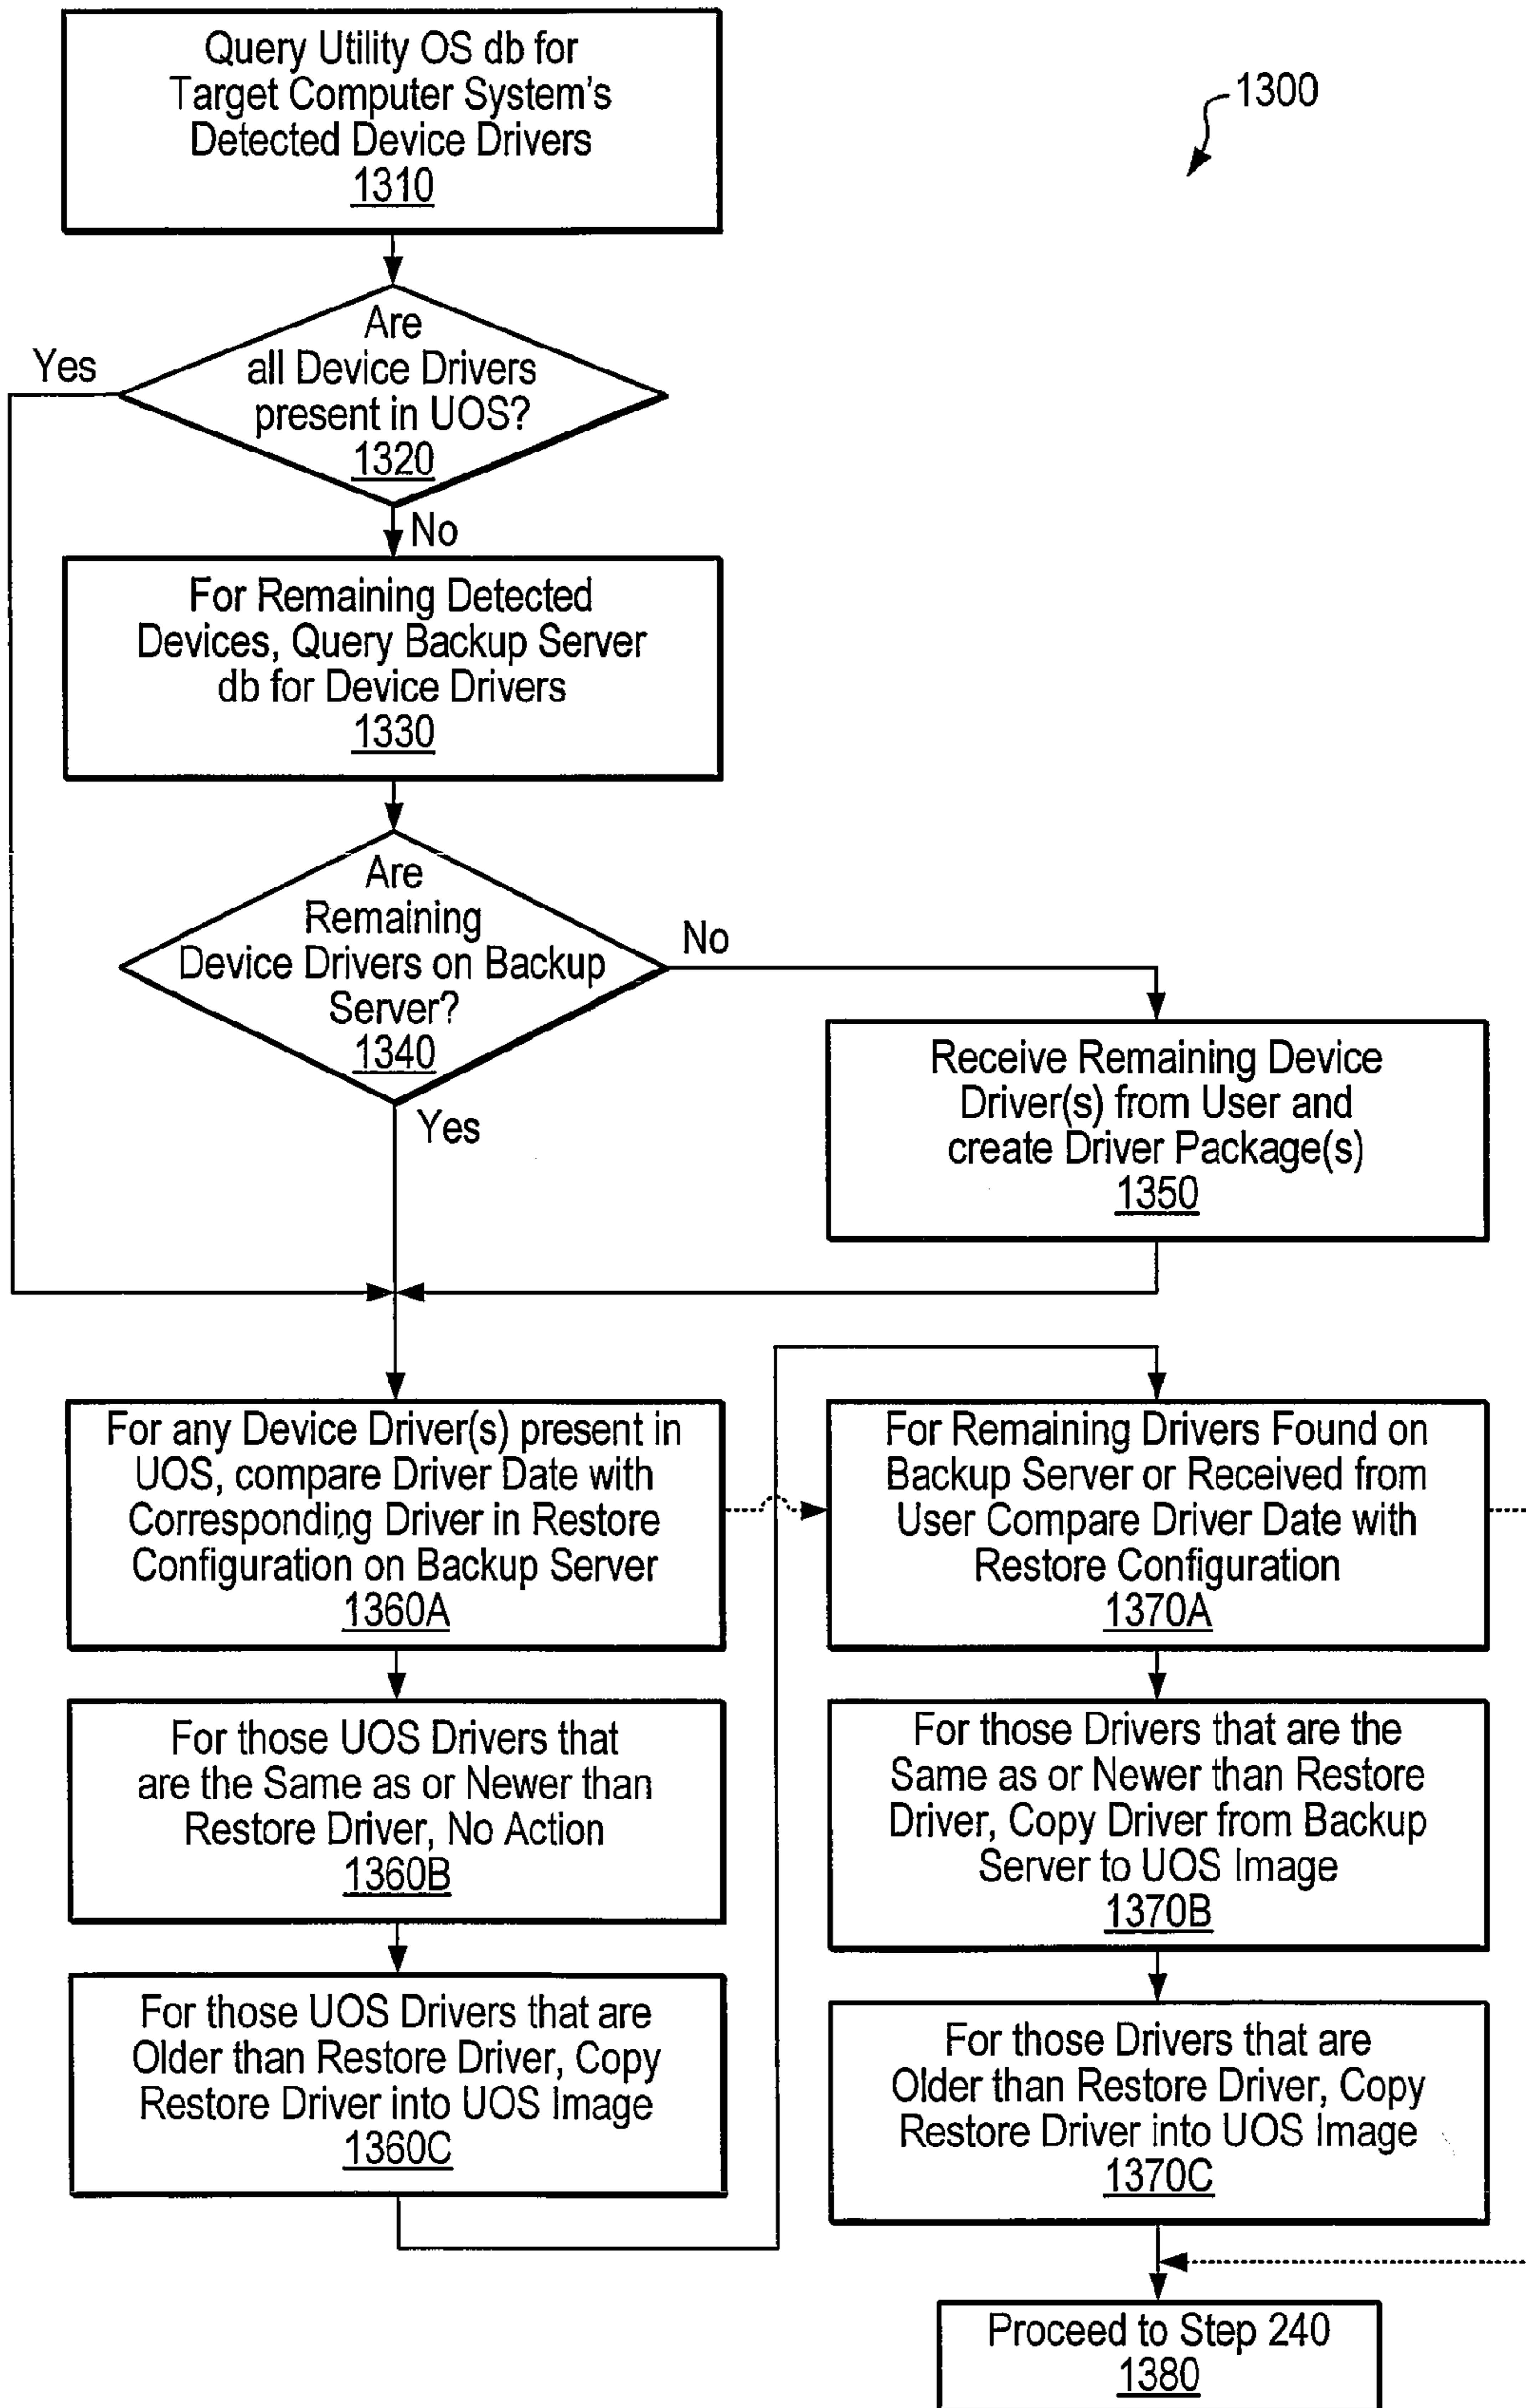 Query Utility OS db for
Target Computer System's
Detected Device Drivers
1310
1300
Are
all Device Drivers
present in UOS?
1320
Yes
No
For Remaining Detected
Devices, Query Backup Server
db for Device Drivers
1330
Are
Remaining
Device Drivers on Backup
Server?
1340
No
Yes
Receive Remaining Device
Driver(s) from User and
create Driver Package(s)
1350
For any Device Driver(s) present in
UOS, compare Driver Date with
Corresponding Driver in Restore
Configuration on Backup Server
1360A
For those UOS Drivers that
are the Same as or Newer than
Restore Driver, No Action
1360B
For those UOS Drivers that are
Older than Restore Driver, Copy
Restore Driver into UOS Image
1360C
For Remaining Drivers Found on
Backup Server or Received from
User Compare Driver Date with
Restore Configuration
1370A
For those Drivers that are the
Same as or Newer than Restore
Driver, Copy Driver from Backup
Server to UOS Image
1370B
For those Drivers that are
Older than Restore Driver, Copy
Restore Driver into UOS Image
1370C
Proceed to Step 240
1380